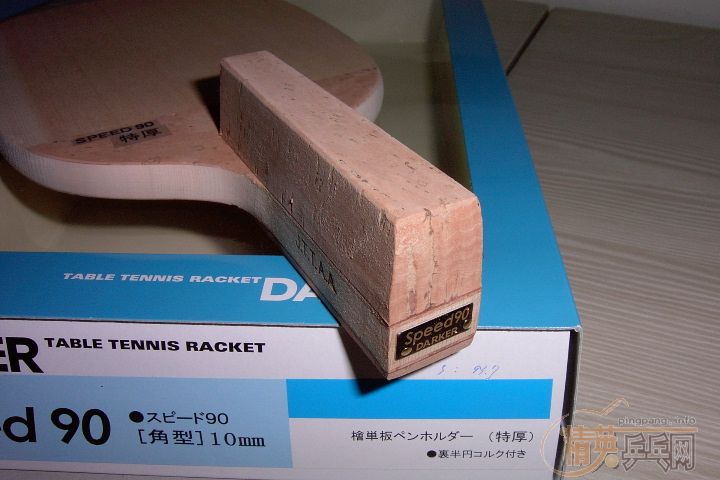 SPEED 90
特厚
J.T.T.A.A
Speed90
DARKER
TABLE TENNIS RACKET DA
ER TABLE TENNIS RACKET
ed 90
●スピード90
［角型］10mm
檜単板ペンホルダー （特厚）
●裏半円コルク付き
pingpang.info
精英乒乓网